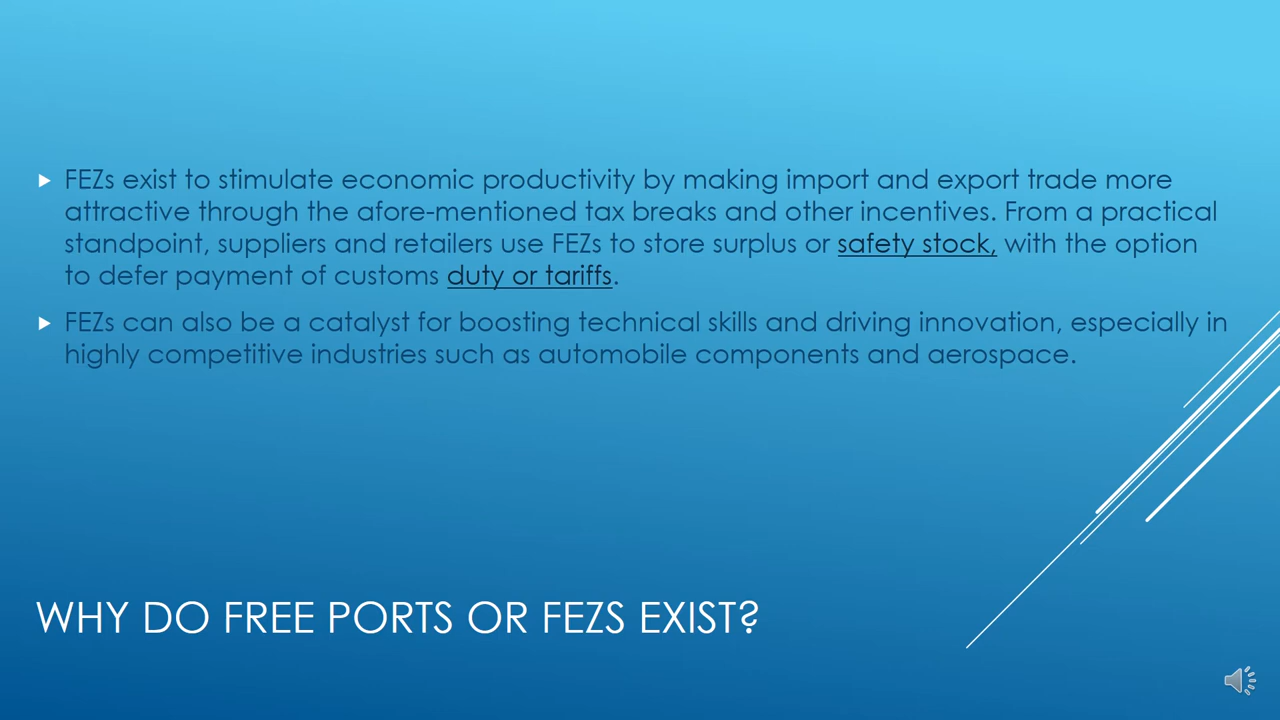 FEZs exist to stimulate economic productivity by making import and export trade more
attractive through the afore-mentioned tax breaks and other incentives. From a practical
standpoint, suppliers and retailers use FEZs to store surplus or safety stock, with the option
to defer payment of customs duty or tariffs.
FEZs can also be a catalyst for boosting technical skills and driving innovation, especially in
highly competitive industries such as automobile components and aerospace.
WHY DO FREE PORTS OR FEZS EXIST?